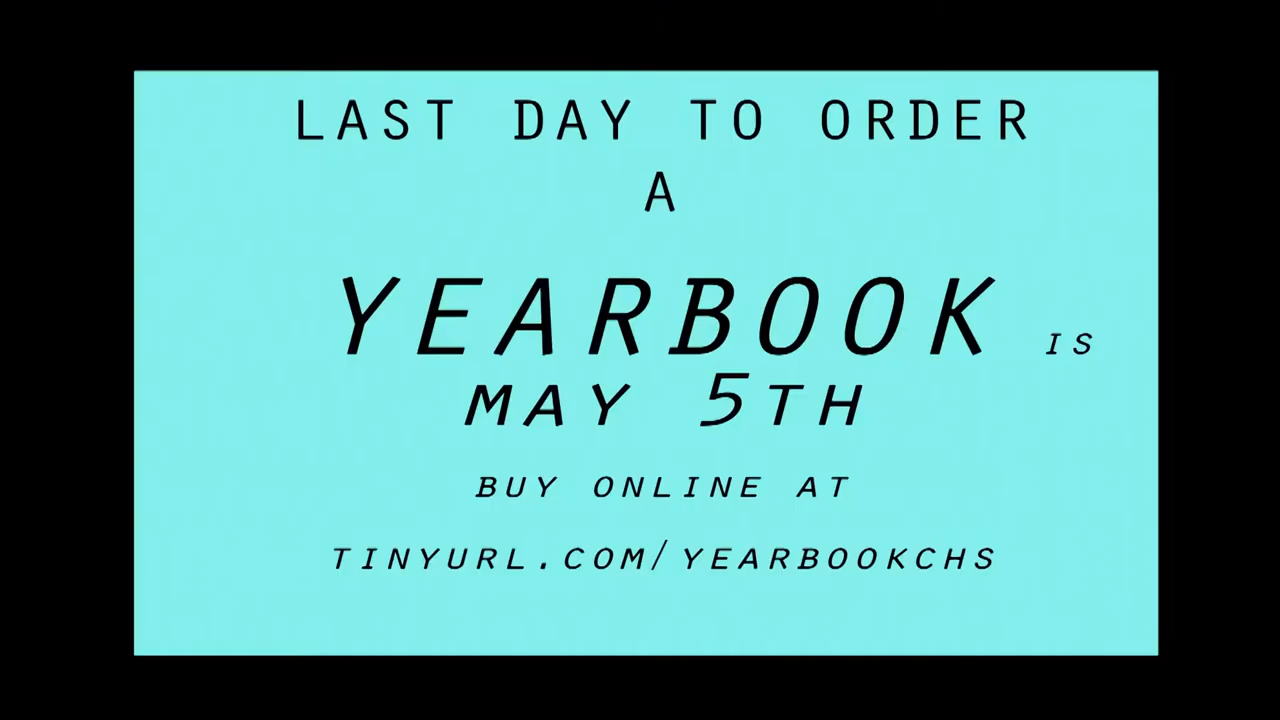 LAST DAY TO ORDER
A
YEARBOOK IS
MAY 5TH
BUY ONLINE AT
TINYURL.COM/YEARBOOKCHS